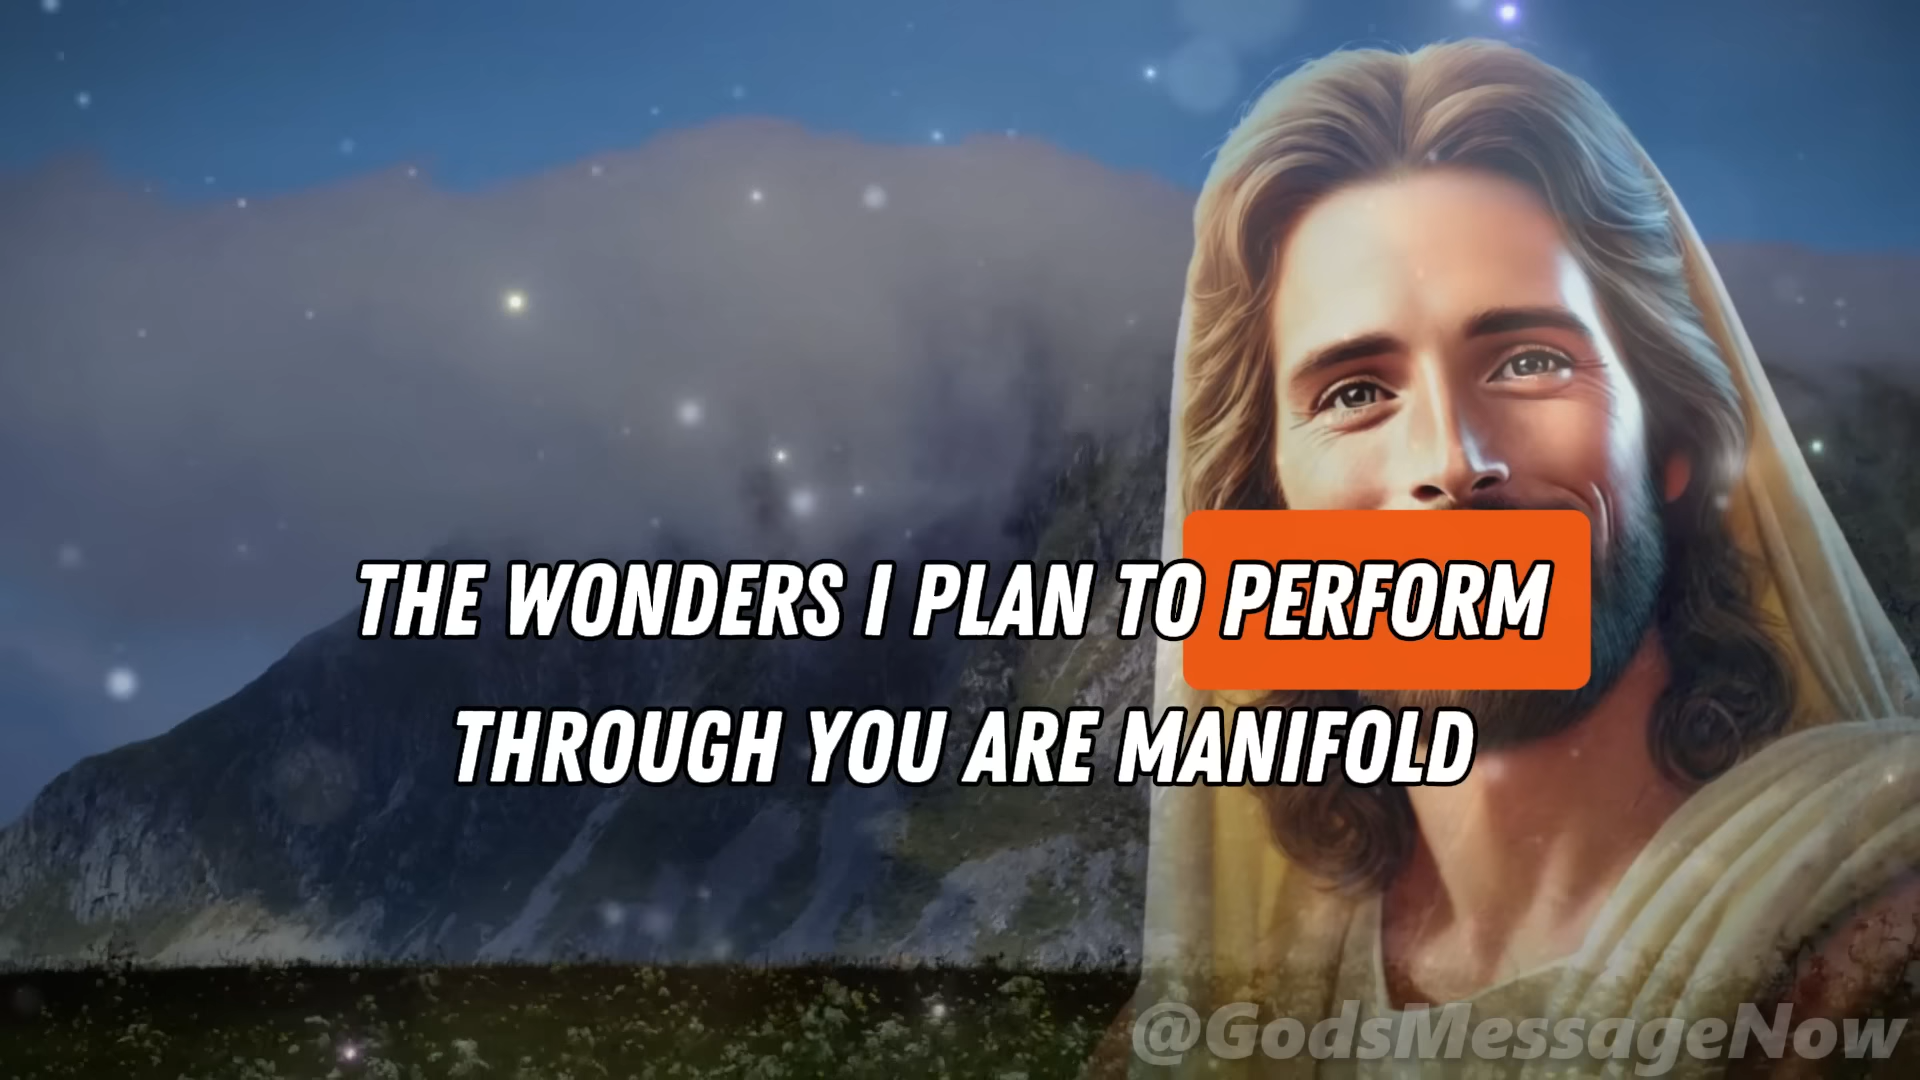 THE WONDERS I PLAN TO PERFORM
THROUGH YOU ARE MANIFOLD
@GodsMessageNow